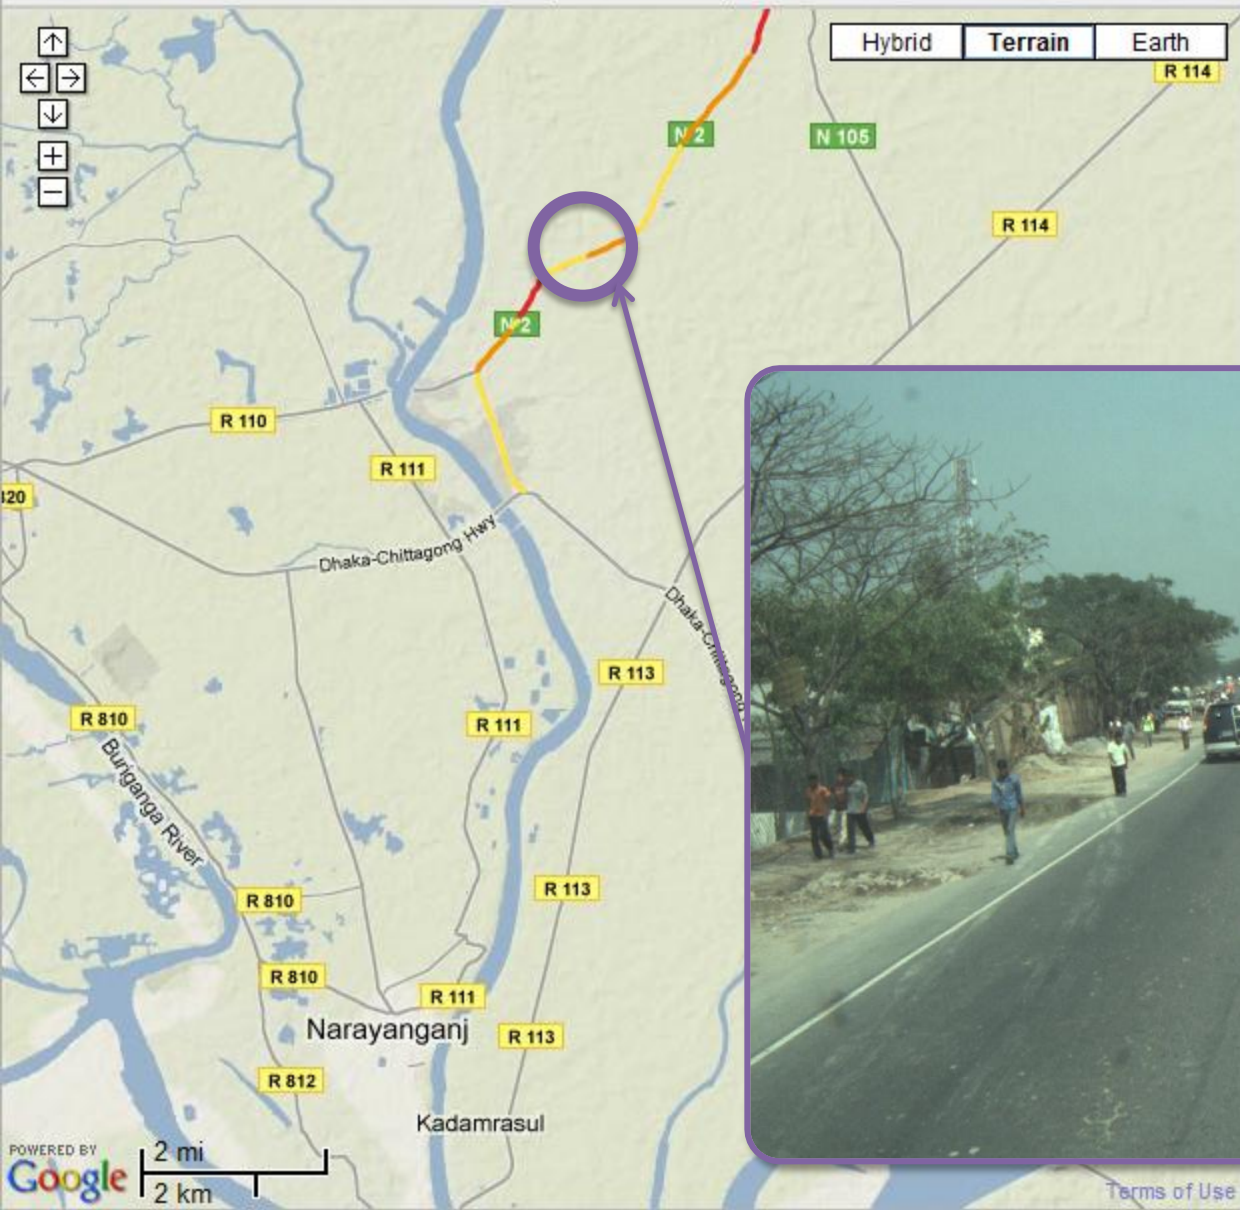 Hybrid
Terrain
Earth
R 114
N 2
N 105
R 114
N 2
R 110
R 111
320
Dhaka-Chittagong Hwy
Dhaka-Chittagong
R 113
R 810
R 111
Buriganga River
R 113
R 810
R 810
R 111
Narayanganj
R 113
R 812
Kadamrasul
POWERED BY
Google
2 mi
2 km
Terms of Use